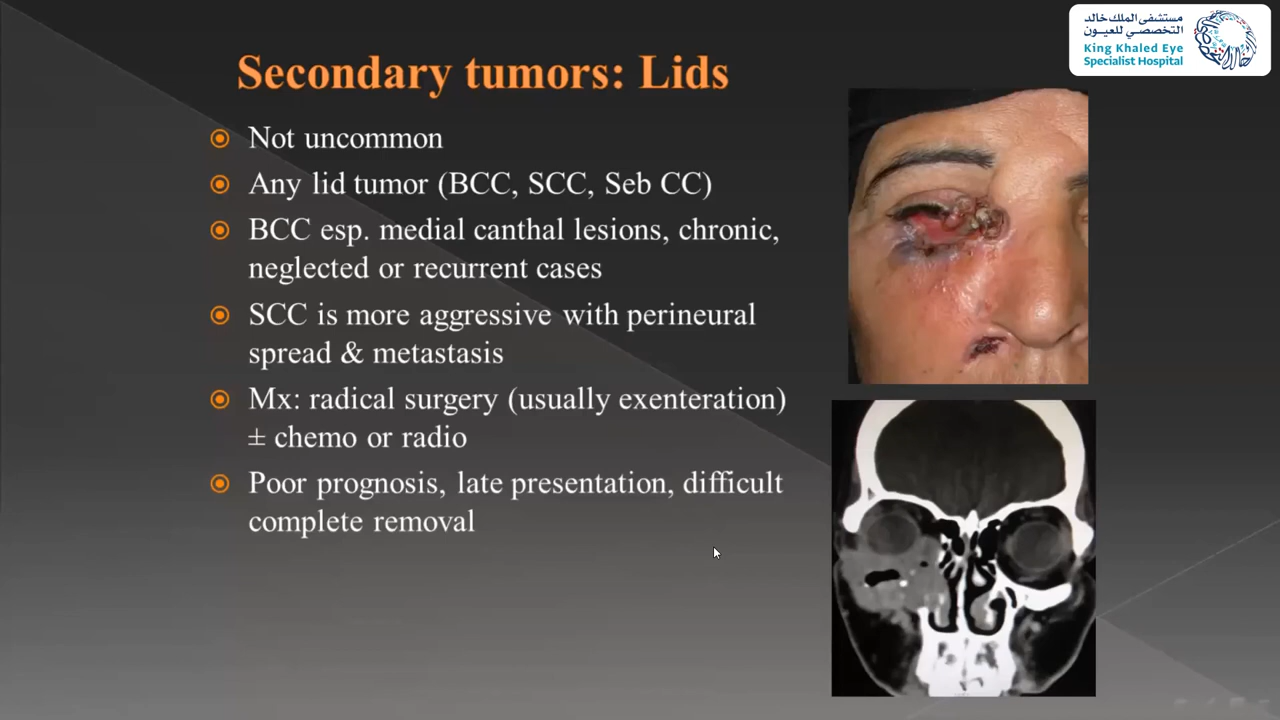 مستشفى الملك خالد
التخصصي للعيون
King Khaled Eye
Specialist Hospital
Secondary tumors: Lids
Not uncommon
Any lid tumor (BCC, SCC, Seb CC)
BCC esp. medial canthal lesions, chronic,
neglected or recurrent cases
SCC is more aggressive with perineural
spread & metastasis
Mx: radical surgery (usually exenteration)
± chemo or radio
Poor prognosis, late presentation, difficult
complete removal